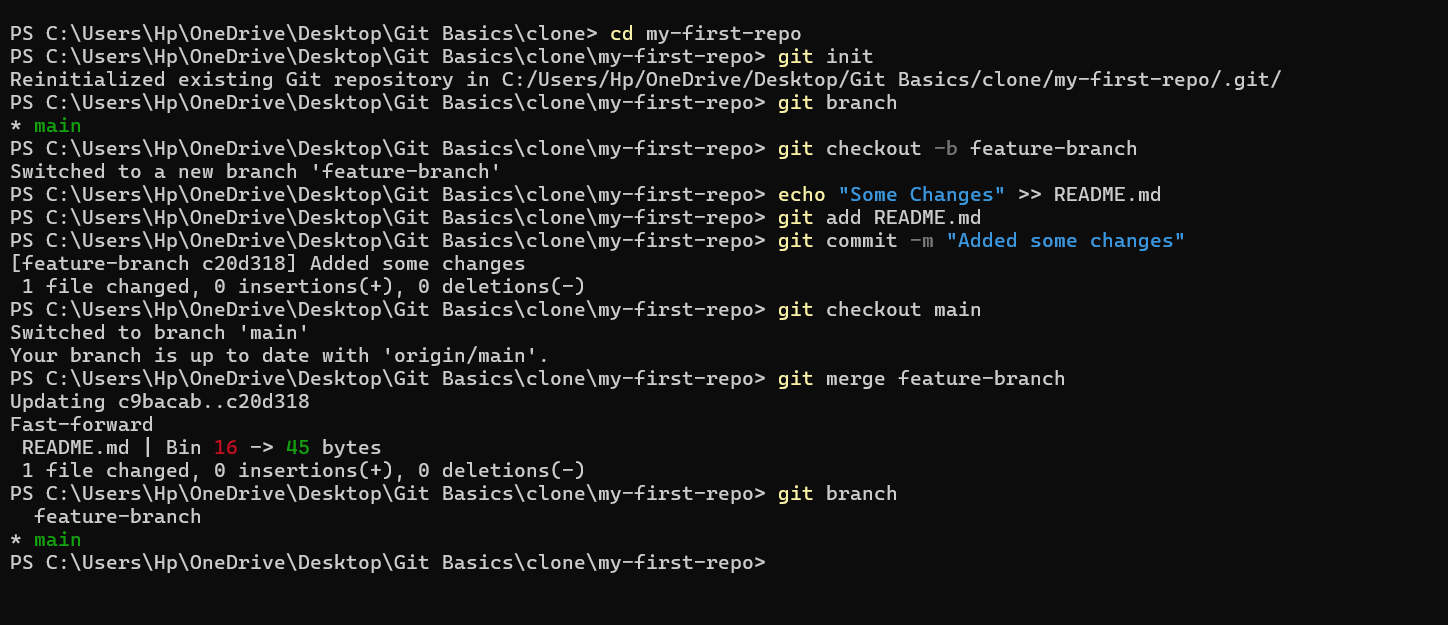 PS C:\Users\Hp\OneDrive\Desktop\Git Basics\clone> cd my-first-repo
PS C:\Users\Hp\OneDrive\Desktop\Git Basics\clone\my-first-repo> git init
Reinitialized existing Git repository in C:/Users/Hp/OneDrive/Desktop/Git Basics/clone/my-first-repo/.git/
PS C:\Users\Hp\OneDrive\Desktop\Git Basics\clone\my-first-repo> git branch
* main
PS C:\Users\Hp\OneDrive\Desktop\Git Basics\clone\my-first-repo> git checkout -b feature-branch
Switched to a new branch 'feature-branch'
PS C:\Users\Hp\OneDrive\Desktop\Git Basics\clone\my-first-repo> echo "Some Changes" >> README.md
PS C:\Users\Hp\OneDrive\Desktop\Git Basics\clone\my-first-repo> git add README.md
PS C:\Users\Hp\OneDrive\Desktop\Git Basics\clone\my-first-repo> git commit -m "Added some changes"
[feature-branch c20d318] Added some changes
 1 file changed, 0 insertions(+), 0 deletions(-)
PS C:\Users\Hp\OneDrive\Desktop\Git Basics\clone\my-first-repo> git checkout main
Switched to branch 'main'
Your branch is up to date with 'origin/main'.
PS C:\Users\Hp\OneDrive\Desktop\Git Basics\clone\my-first-repo> git merge feature-branch
Updating c9bacab..c20d318
Fast-forward
 README.md | Bin 16 -> 45 bytes
 1 file changed, 0 insertions(+), 0 deletions(-)
PS C:\Users\Hp\OneDrive\Desktop\Git Basics\clone\my-first-repo> git branch
  feature-branch
* main
PS C:\Users\Hp\OneDrive\Desktop\Git Basics\clone\my-first-repo>